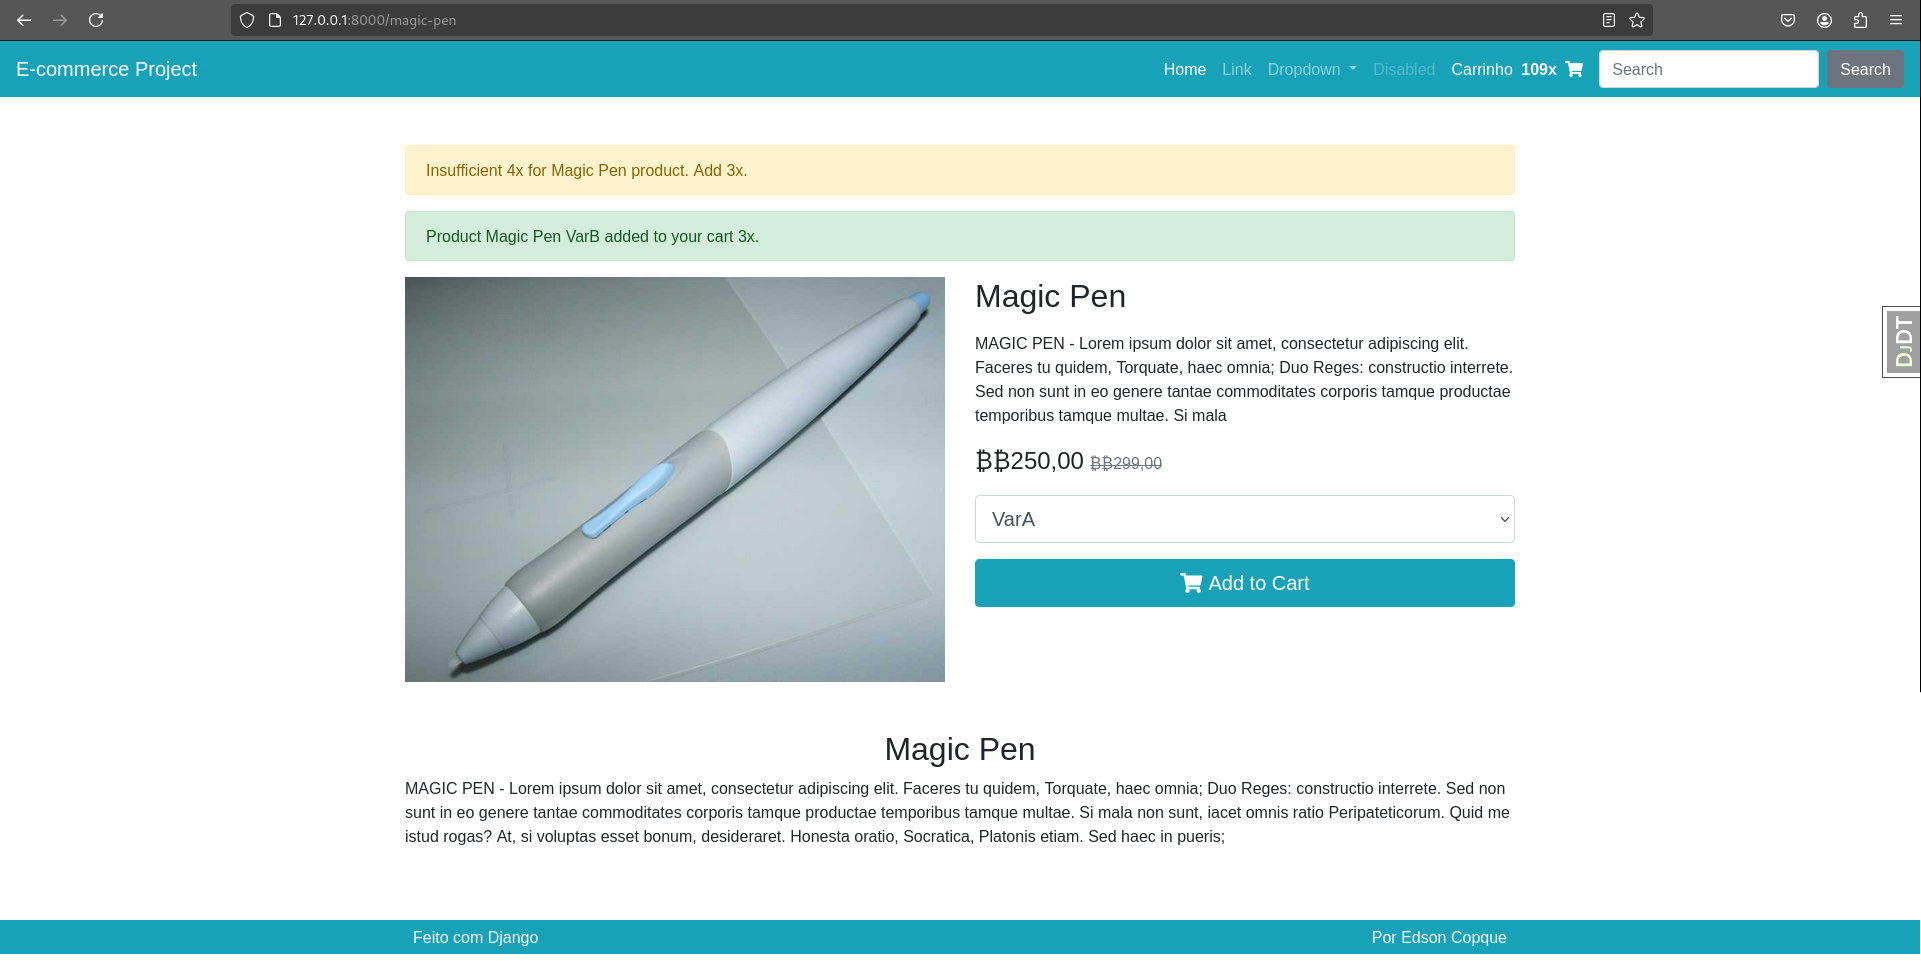 127.0.0.1:8000/magic-pen
E-commerce Project
Home Link Dropdown Disabled Carrinho 109x Search Search
Insufficient 4x for Magic Pen product. Add 3x.
Product Magic Pen VarB added to your cart 3x.
Magic Pen
MAGIC PEN - Lorem ipsum dolor sit amet, consectetur adipiscing elit.
Faceres tu quidem, Torquate, haec omnia; Duo Reges: constructio interrete.
Sed non sunt in eo genere tantae commoditates corporis tamque productae
temporibus tamque multae. Si mala
₿₿250,00 ₿₿299,00
VarA
Add to Cart
DJDT
Magic Pen
MAGIC PEN - Lorem ipsum dolor sit amet, consectetur adipiscing elit. Faceres tu quidem, Torquate, haec omnia; Duo Reges: constructio interrete. Sed non
sunt in eo genere tantae commoditates corporis tamque productae temporibus tamque multae. Si mala non sunt, iacet omnis ratio Peripateticorum. Quid me
istud rogas? At, si voluptas esset bonum, desideraret. Honesta oratio, Socratica, Platonis etiam. Sed haec in pueris;
Feito com Django
Por Edson Copque